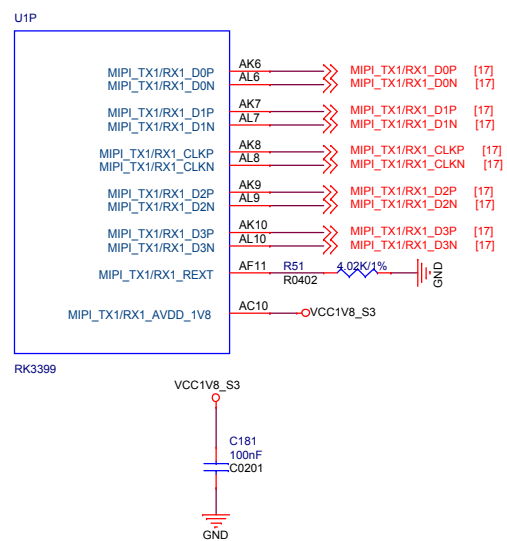 U1P
MIPI_TX1/RX1_D0P AK6 MIPI_TX1/RX1_D0P [17]
MIPI_TX1/RX1_D0N AL6 MIPI_TX1/RX1_D0N [17]
MIPI_TX1/RX1_D1P AK7 MIPI_TX1/RX1_D1P [17]
MIPI_TX1/RX1_D1N AL7 MIPI_TX1/RX1_D1N [17]
MIPI_TX1/RX1_CLKP AK8 MIPI_TX1/RX1_CLKP [17]
MIPI_TX1/RX1_CLKN AL8 MIPI_TX1/RX1_CLKN [17]
MIPI_TX1/RX1_D2P AK9 MIPI_TX1/RX1_D2P [17]
MIPI_TX1/RX1_D2N AL9 MIPI_TX1/RX1_D2N [17]
MIPI_TX1/RX1_D3P AK10 MIPI_TX1/RX1_D3P [17]
MIPI_TX1/RX1_D3N AL10 MIPI_TX1/RX1_D3N [17]
MIPI_TX1/RX1_REXT AF11 R51 4.02K/1% GND
R0402
MIPI_TX1/RX1_AVDD_1V8 AC10 VCC1V8_S3
RK3399
VCC1V8_S3
C181
100nF
C0201
GND